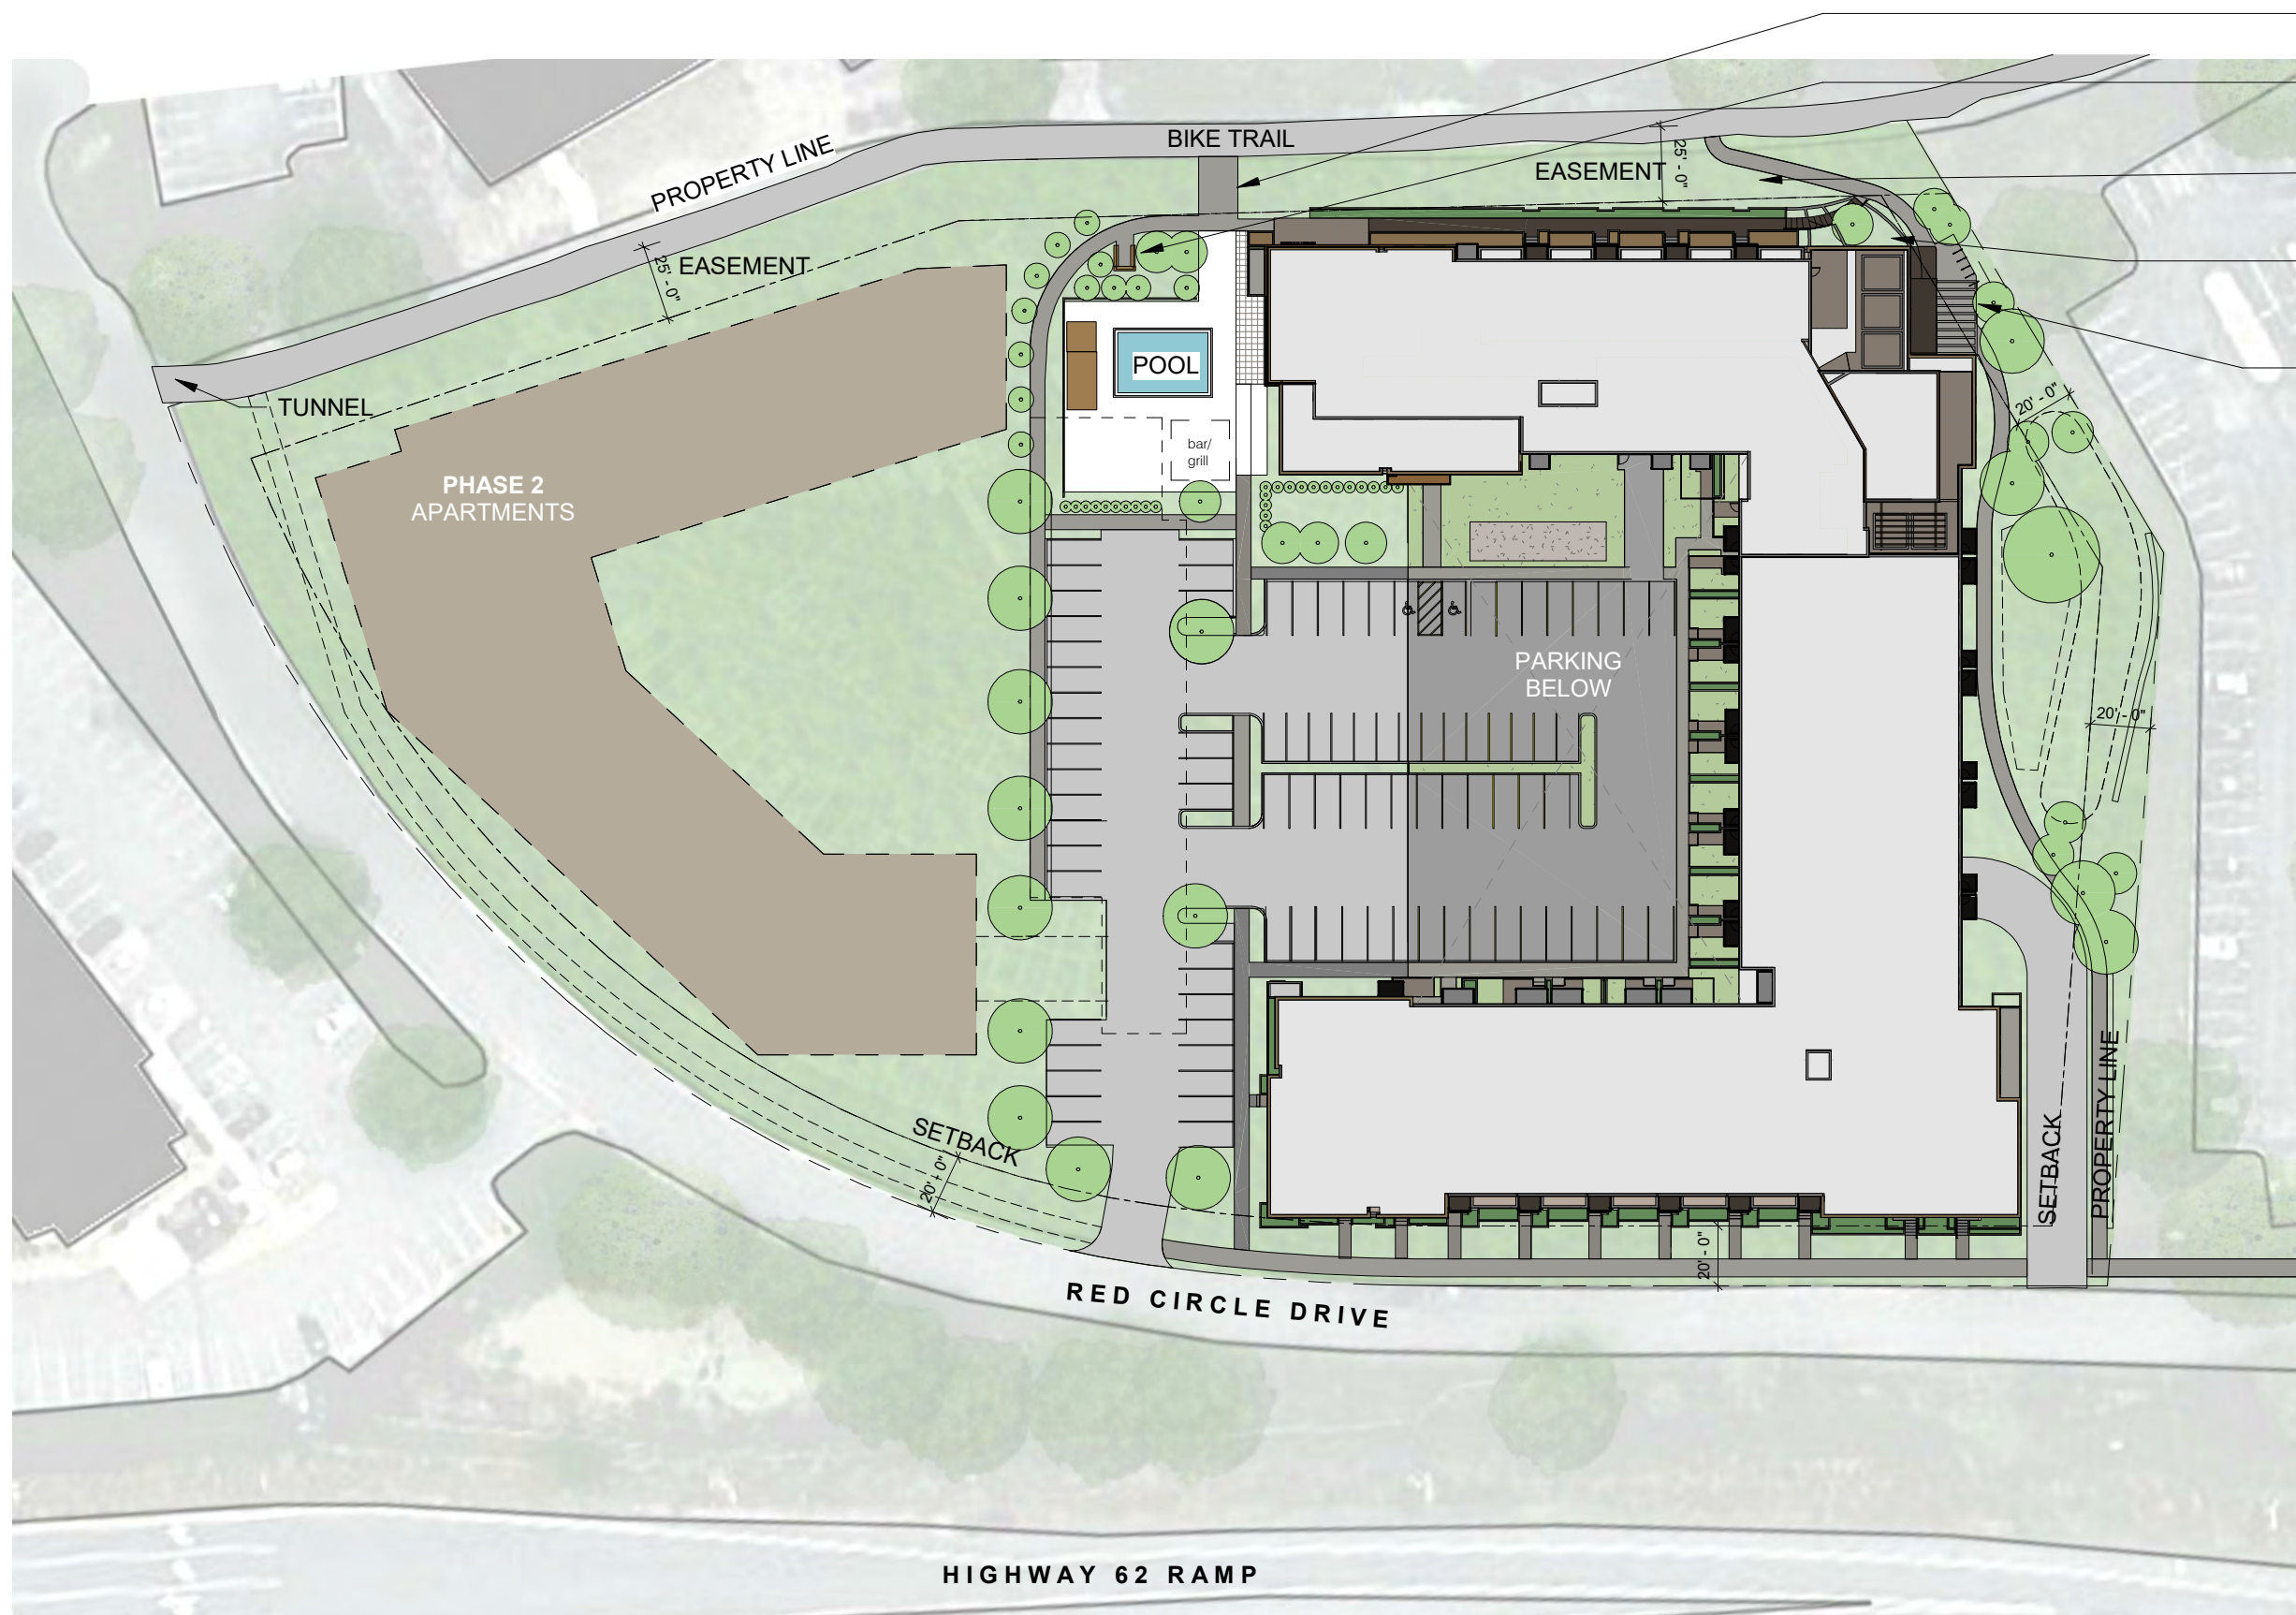 BIKE TRAIL
PROPERTY LINE
25' - 0"
EASEMENT
25' - 0"
EASEMENT
POOL
TUNNEL
20' - 0"
bar/
grill
PHASE 2
APARTMENTS
PARKING
BELOW
20' - 0"
SETBACK
20' - 0"
SETBACK
PROPERTY LINE
20' - 0"
RED CIRCLE DRIVE
HIGHWAY 62 RAMP